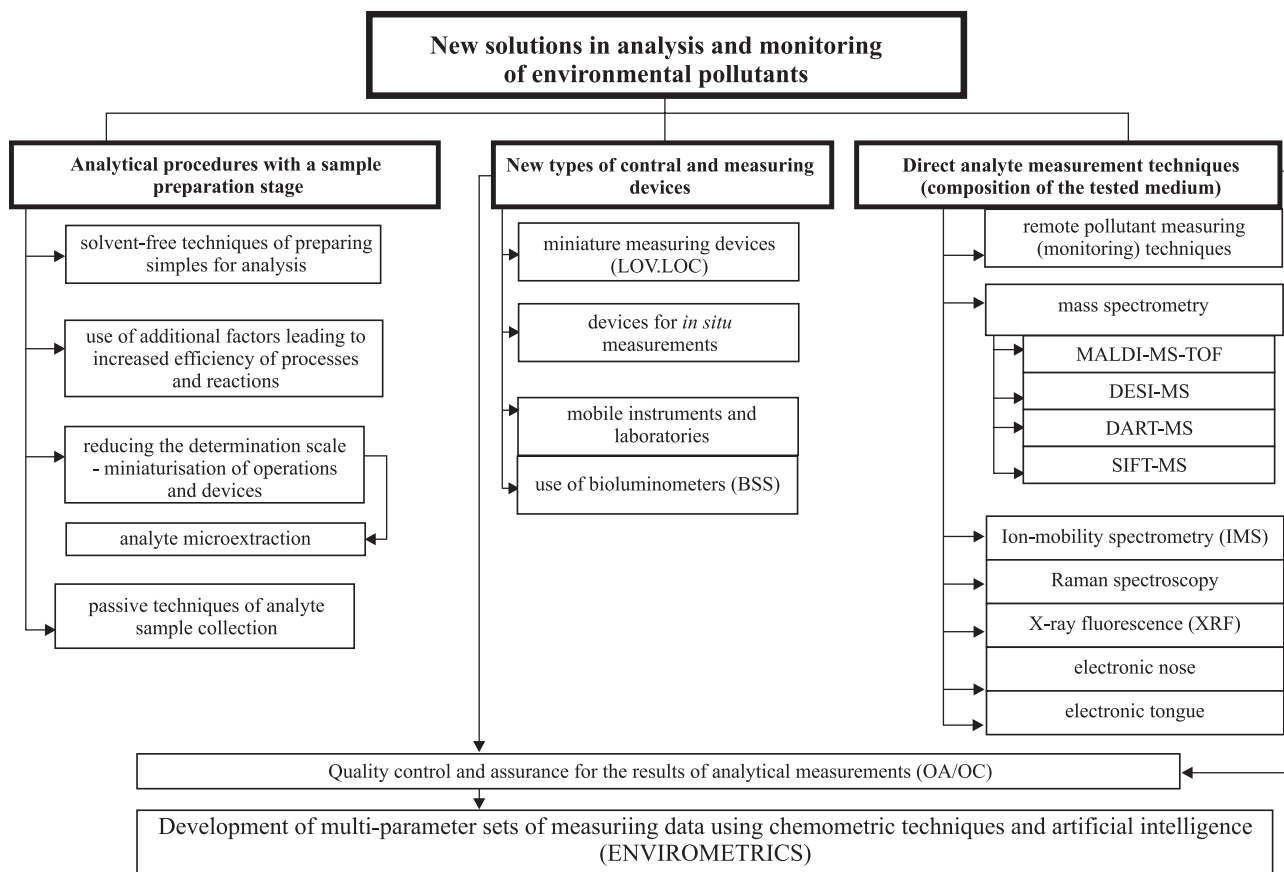 New solutions in analysis and monitoring
of environmental pollutants
Analytical procedures with a sample
preparation stage
solvent-free techniques of preparing
simples for analysis
use of additional factors leading to
increased efficiency of processes
and reactions
reducing the determination scale
- miniaturisation of operations
and devices
analyte microextraction
passive techniques of analyte
sample collection
New types of contral and measuring
devices
miniature measuring devices
(LOV.LOC)
devices for in situ
measurements
mobile instruments and
laboratories
use of bioluminometers (BSS)
Direct analyte measurement techniques
(composition of the tested medium)
remote pollutant measuring
(monitoring) techniques
mass spectrometry
MALDI-MS-TOF
DESI-MS
DART-MS
SIFT-MS
Ion-mobility spectrometry (IMS)
Raman spectroscopy
X-ray fluorescence (XRF)
electronic nose
electronic tongue
Quality control and assurance for the results of analytical measurements (OA/OC)
Development of multi-parameter sets of measuriing data using chemometric techniques and artificial intelligence
(ENVIROMETRICS)